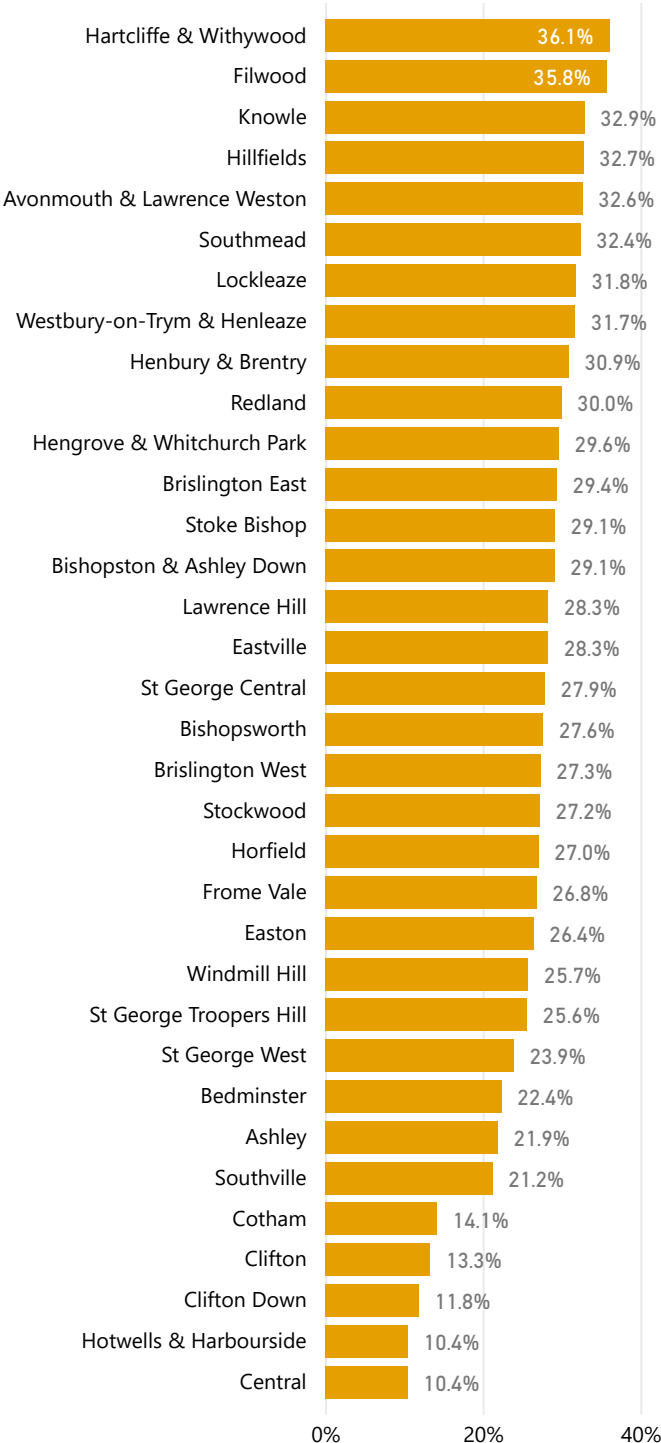 Hartcliffe & Withywood 36.1%
Filwood 35.8%
Knowle 32.9%
Hillfields 32.7%
Avonmouth & Lawrence Weston 32.6%
Southmead 32.4%
Lockleaze 31.8%
Westbury-on-Trym & Henleaze 31.7%
Henbury & Brentry 30.9%
Redland 30.0%
Hengrove & Whitchurch Park 29.6%
Brislington East 29.4%
Stoke Bishop 29.1%
Bishopston & Ashley Down 29.1%
Lawrence Hill 28.3%
Eastville 28.3%
St George Central 27.9%
Bishopsworth 27.6%
Brislington West 27.3%
Stockwood 27.2%
Horfield 27.0%
Frome Vale 26.8%
Easton 26.4%
Windmill Hill 25.7%
St George Troopers Hill 25.6%
St George West 23.9%
Bedminster 22.4%
Ashley 21.9%
Southville 21.2%
Cotham 14.1%
Clifton 13.3%
Clifton Down 11.8%
Hotwells & Harbourside 10.4%
Central 10.4%
0% 20% 40%